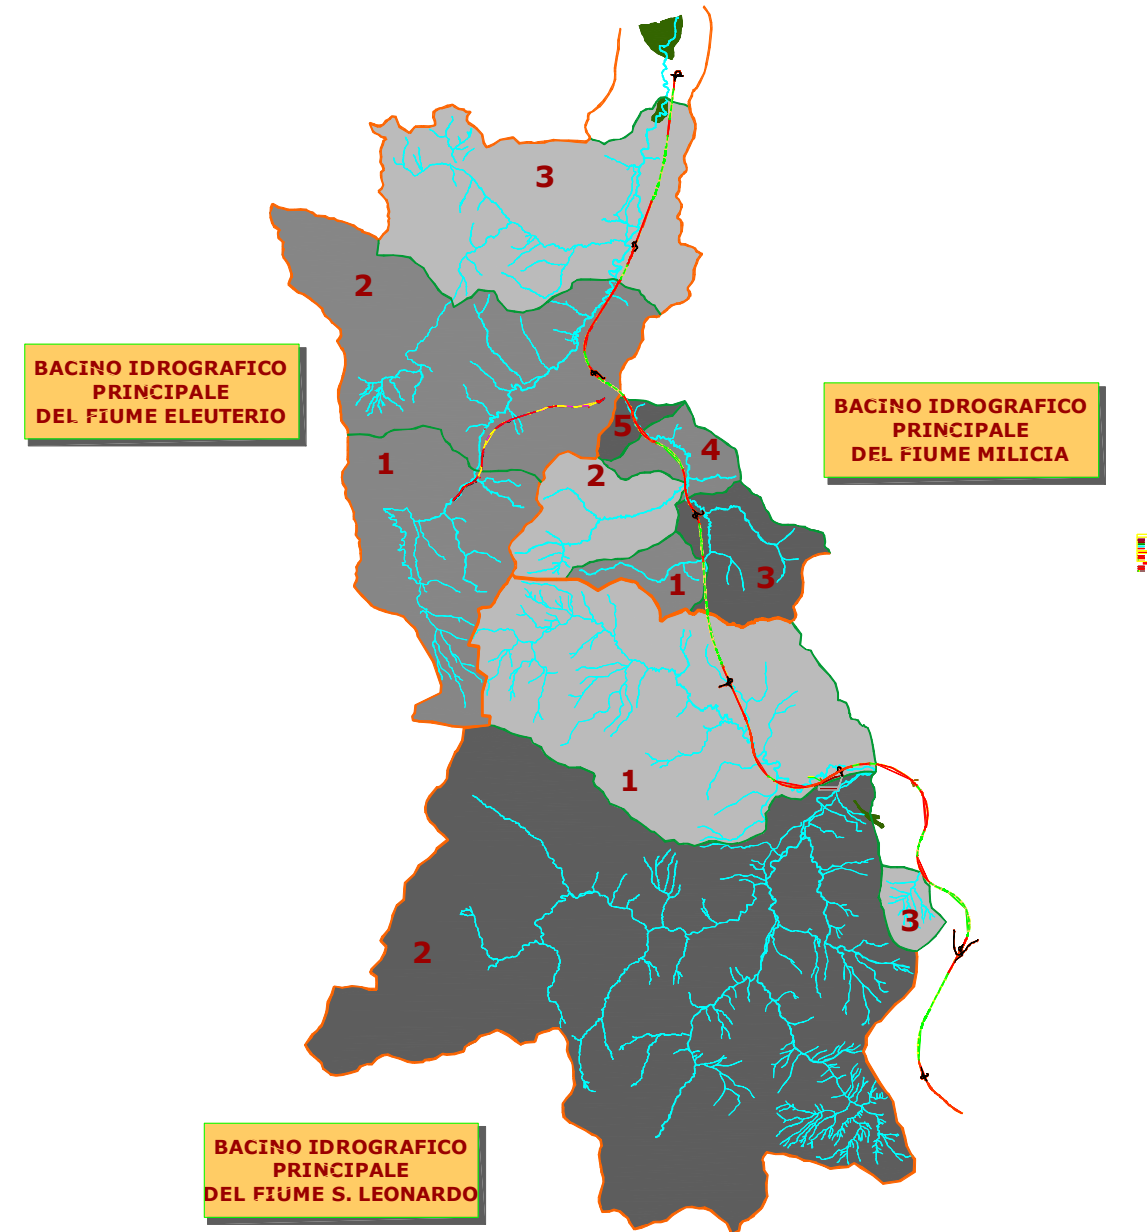 3
2
BACINO IDROGRAFICO
PRINCIPALE
DEL FIUME ELEUTERIO
BACINO IDROGRAFICO
PRINCIPALE
DEL FIUME MILICIA
5
4
1
2
3
1
1
3
2
BACINO IDROGRAFICO
PRINCIPALE
DEL FIUME S. LEONARDO